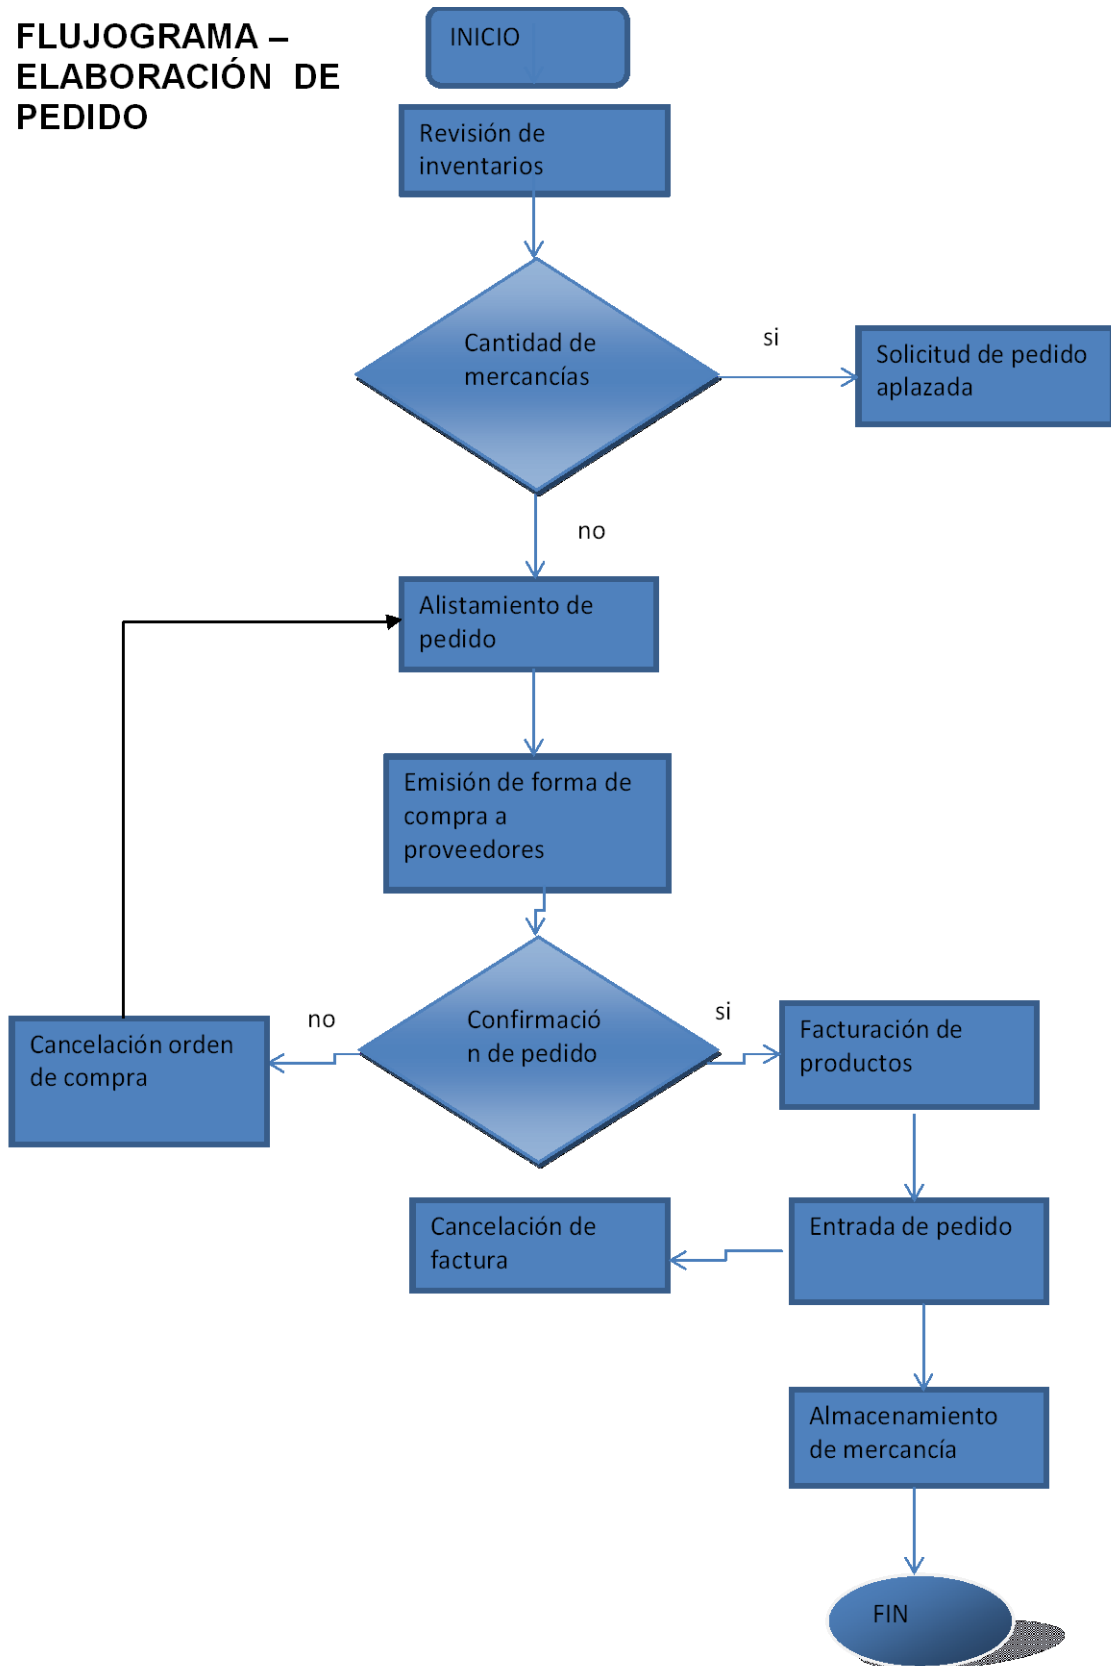 FLUJOGRAMA –
ELABORACIÓN DE
PEDIDO
INICIO
Revisión de
inventarios
Cantidad de
mercancías
si
Solicitud de pedido
aplazada
no
Alistamiento de
pedido
Emisión de forma de
compra a
proveedores
Confirmació
n de pedido
no
si
Cancelación orden
de compra
Facturación de
productos
Cancelación de
factura
Entrada de pedido
Almacenamiento
de mercancía
FIN